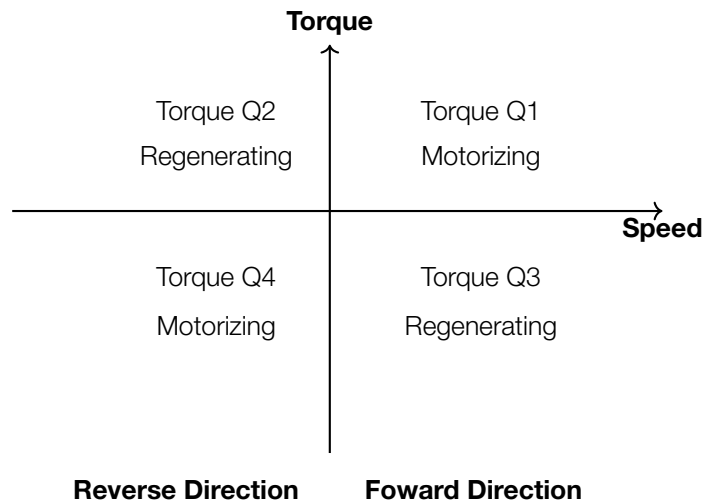 Torque
Torque Q2
Regenerating
Torque Q1
Motorizing
Speed
Torque Q4
Motorizing
Torque Q3
Regenerating
Reverse Direction
Foward Direction